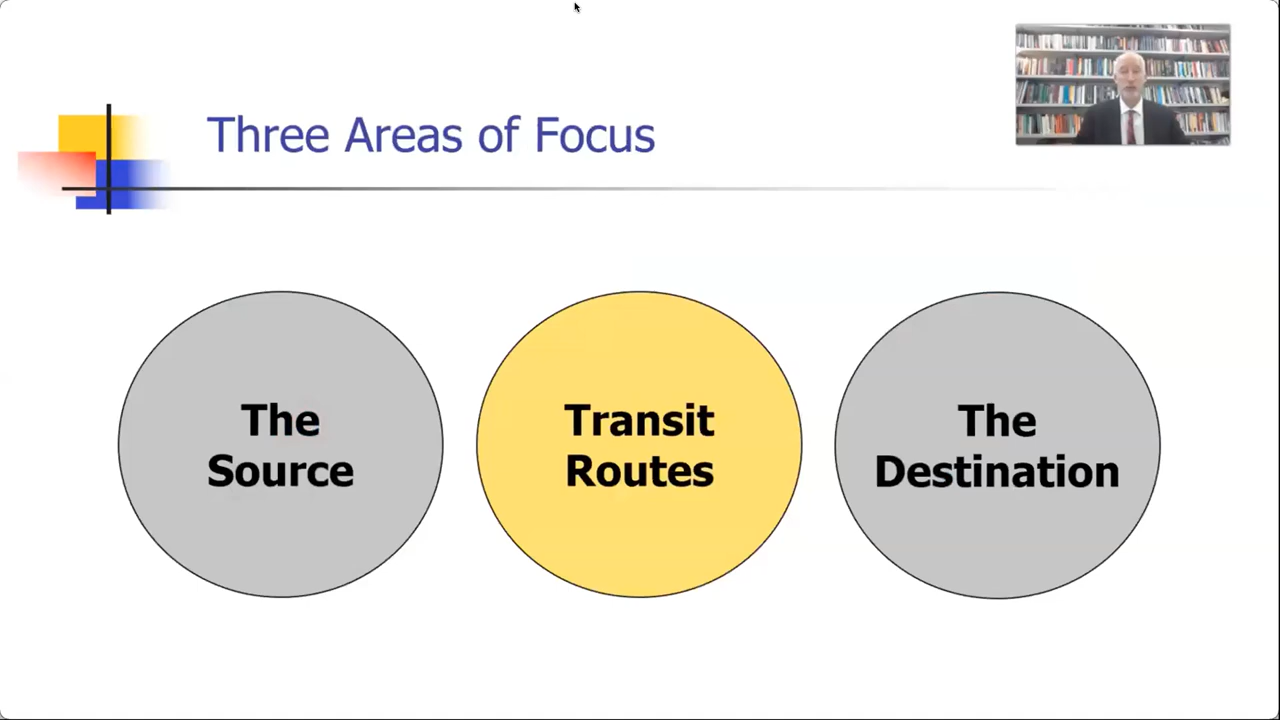 Three Areas of Focus
The
Source
Transit
Routes
The
Destination